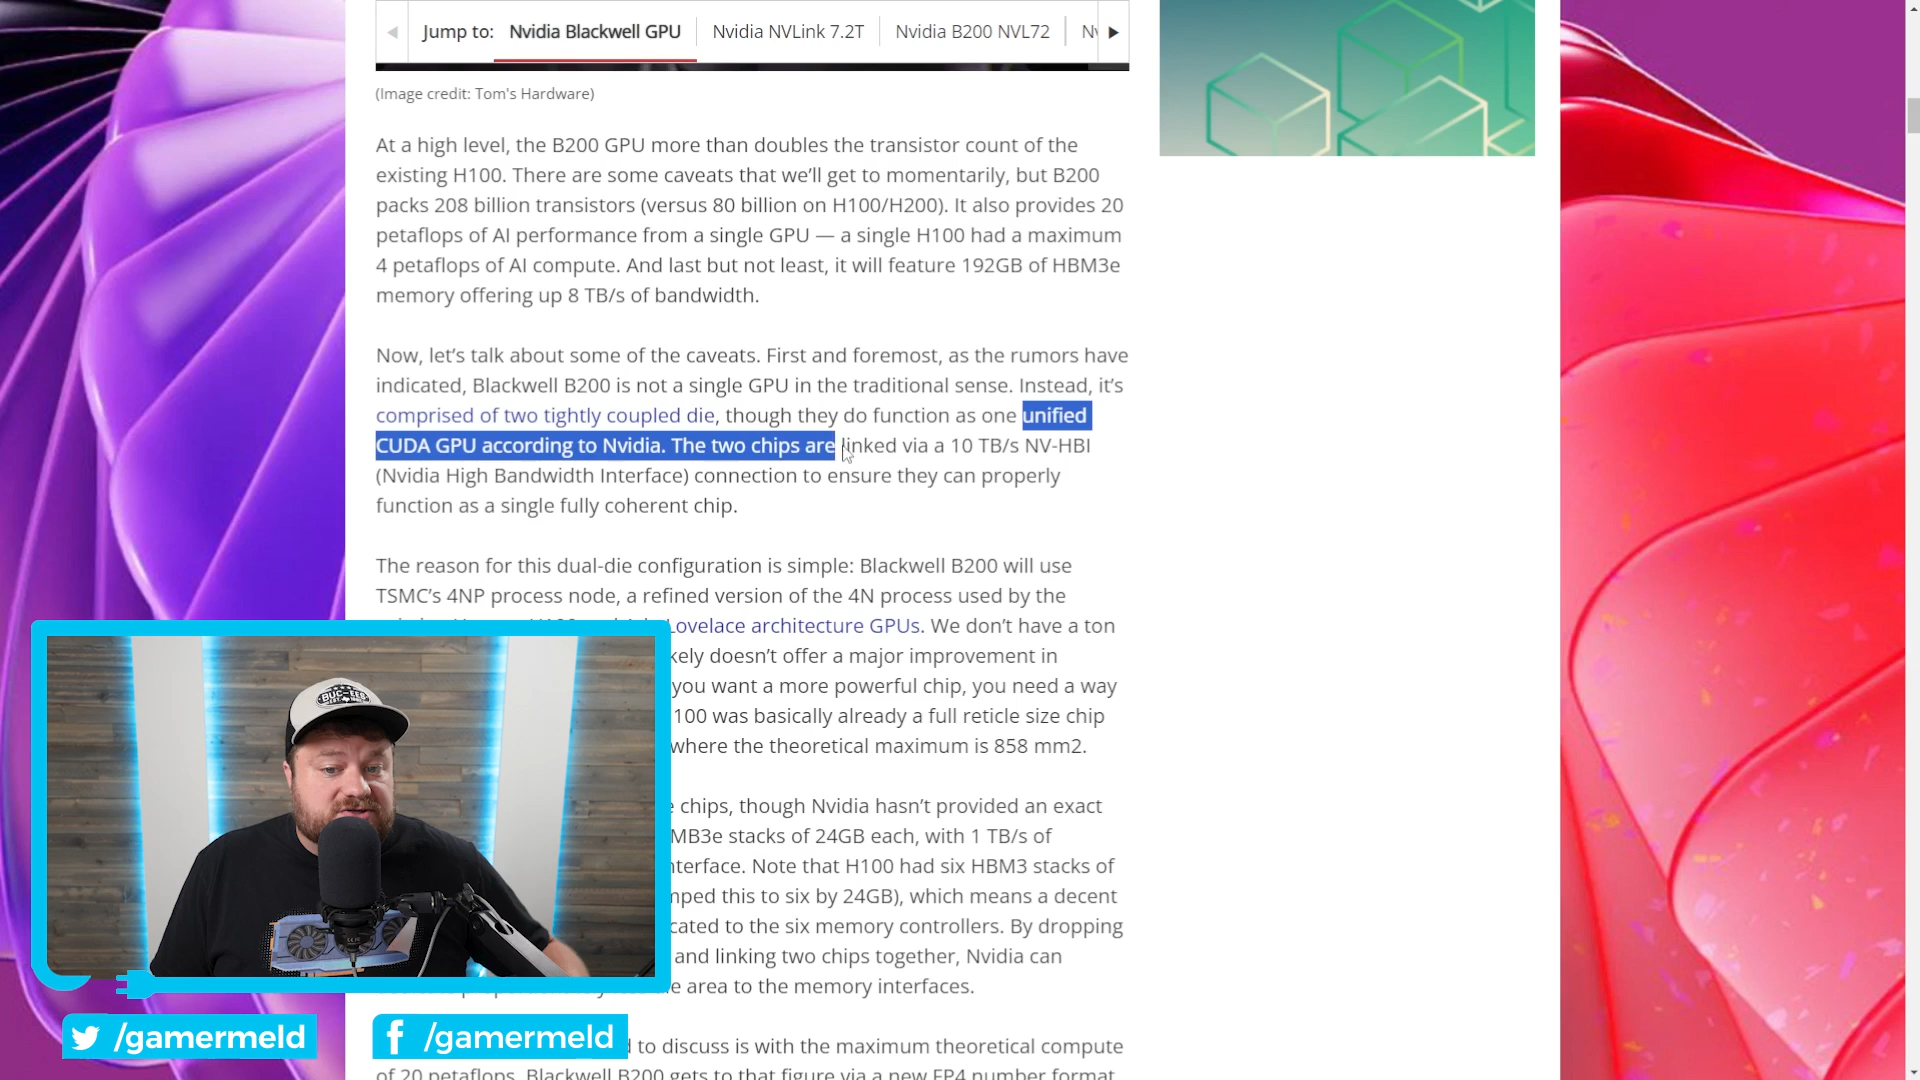 Jump to: Nvidia Blackwell GPU Nvidia NVLink 7.2T Nvidia B200 NVL72
(Image credit: Tom's Hardware)
At a high level, the B200 GPU more than doubles the transistor count of the
existing H100. There are some caveats that we'll get to momentarily, but B200
packs 208 billion transistors (versus 80 billion on H100/H200). It also provides 20
petaflops of AI performance from a single GPU — a single H100 had a maximum
4 petaflops of AI compute. And last but not least, it will feature 192GB of HBM3e
memory offering up 8 TB/s of bandwidth.
Now, let's talk about some of the caveats. First and foremost, as the rumors have
indicated, Blackwell B200 is not a single GPU in the traditional sense. Instead, it's
comprised of two tightly coupled die, though they do function as one unified
CUDA GPU according to Nvidia. The two chips are linked via a 10 TB/s NV-HBI
(Nvidia High Bandwidth Interface) connection to ensure they can properly
function as a single fully coherent chip.
The reason for this dual-die configuration is simple: Blackwell B200 will use
TSMC's 4NP process node, a refined version of the 4N process used by the
Lovelace architecture GPUs. We don't have a ton
doesn't offer a major improvement in
you want a more powerful chip, you need a way
100 was basically already a full reticle size chip
where the theoretical maximum is 858 mm2.
chips, though Nvidia hasn't provided an exact
MB3e stacks of 24GB each, with 1 TB/s of
nterface. Note that H100 had six HBM3 stacks of
this to six by 24GB), which means a decent
to the six memory controllers. By dropping
and linking two chips together, Nvidia can
area to the memory interfaces.
to discuss is with the maximum theoretical compute
of 20 petaflops. Blackwell B200 gets to that figure via a new FP4 number format,
BUC-EE'S
/gamermeld
/gamermeld